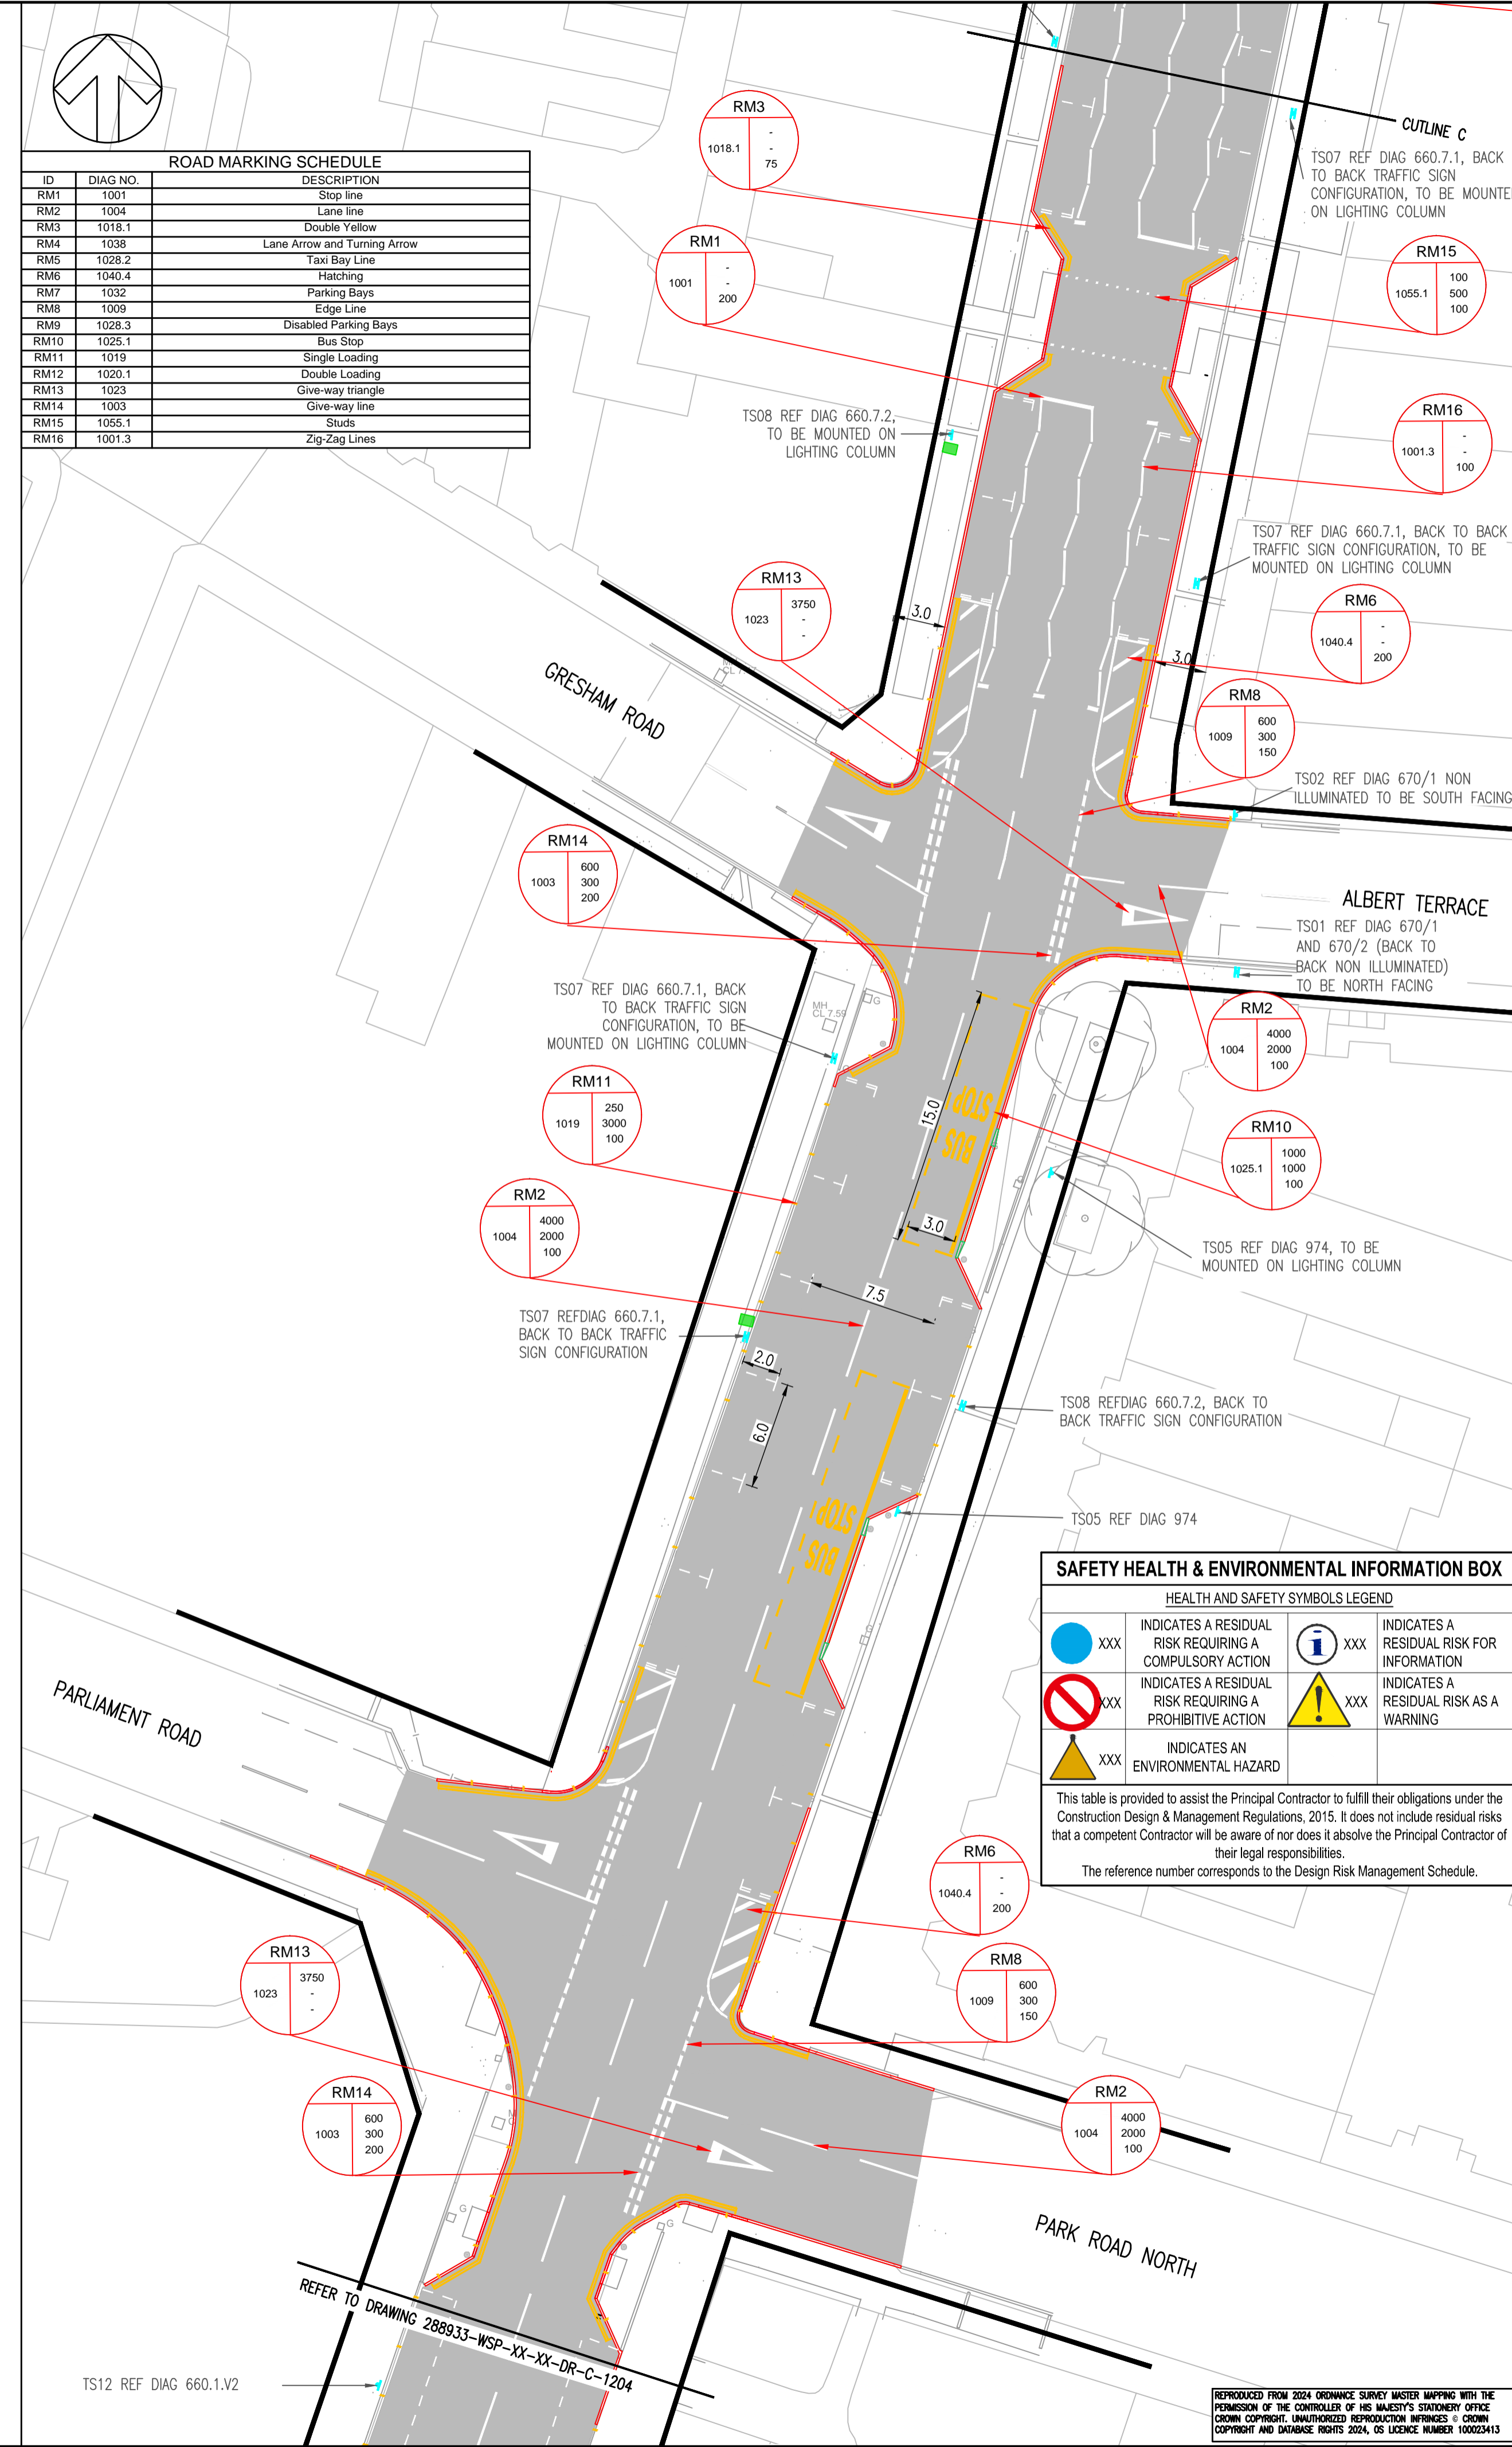 ROAD MARKING SCHEDULE
ID DIAG NO. DESCRIPTION
RM1 1001 Stop line
RM2 1004 Lane line
RM3 1018.1 Double Yellow
RM4 1038 Lane Arrow and Turning Arrow
RM5 1028.2 Taxi Bay Line
RM6 1040.4 Hatching
RM7 1032 Parking Bays
RM8 1009 Edge Line
RM9 1028.3 Disabled Parking Bays
RM10 1025.1 Bus Stop
RM11 1019 Single Loading
RM12 1020.1 Double Loading
RM13 1023 Give-way triangle
RM14 1003 Give-way line
RM15 1055.1 Studs
RM16 1001.3 Zig-Zag Lines
RM3
-
1018.1 -
75
CUTLINE C
TS07 REF DIAG 660.7.1, BACK
TO BACK TRAFFIC SIGN
CONFIGURATION, TO BE MOUNTE
ON LIGHTING COLUMN
RM1
-
1001 -
200
RM15
100
1055.1 500
100
TS08 REF DIAG 660.7.2,
TO BE MOUNTED ON
LIGHTING COLUMN
RM16
-
1001.3 -
100
TS07 REF DIAG 660.7.1, BACK TO BACK
TRAFFIC SIGN CONFIGURATION, TO BE
MOUNTED ON LIGHTING COLUMN
RM13
3750
1023 -
-
3.0
RM6
-
1040.4 -
200
3.0
GRESHAM ROAD
RM8
600
1009 300
150
TS02 REF DIAG 670/1 NON
ILLUMINATED TO BE SOUTH FACING
RM14
600
1003 300
200
ALBERT TERRACE
TS01 REF DIAG 670/1
AND 670/2 (BACK TO
BACK NON ILLUMINATED)
TO BE NORTH FACING
TS07 REF DIAG 660.7.1, BACK
TO BACK TRAFFIC SIGN
CONFIGURATION, TO BE
MOUNTED ON LIGHTING COLUMN
MH
CL 7.59
G
RM2
4000
1004 2000
100
RM11
250
1019 3000
100
15.0
BUS
STOP
RM10
1000
1025.1 1000
100
RM2
4000
1004 2000
100
3.0
TS05 REF DIAG 974, TO BE
MOUNTED ON LIGHTING COLUMN
7.5
TS07 REFDIAG 660.7.1,
BACK TO BACK TRAFFIC
SIGN CONFIGURATION
2.0
6.0
TS08 REFDIAG 660.7.2, BACK TO
BACK TRAFFIC SIGN CONFIGURATION
BUS
STOP
TS05 REF DIAG 974
G
SAFETY HEALTH & ENVIRONMENTAL INFORMATION BOX
HEALTH AND SAFETY SYMBOLS LEGEND
XXX INDICATES A RESIDUAL
RISK REQUIRING A
COMPULSORY ACTION
i XXX INDICATES A
RESIDUAL RISK FOR
INFORMATION
XXX INDICATES A RESIDUAL
RISK REQUIRING A
PROHIBITIVE ACTION
! XXX INDICATES A
RESIDUAL RISK AS A
WARNING
XXX INDICATES AN
ENVIRONMENTAL HAZARD
This table is provided to assist the Principal Contractor to fulfill their obligations under the
Construction Design & Management Regulations, 2015. It does not include residual risks
that a competent Contractor will be aware of nor does it absolve the Principal Contractor of
their legal responsibilities.
The reference number corresponds to the Design Risk Management Schedule.
PARLIAMENT ROAD
RM6
-
1040.4 -
200
RM13
3750
1023 -
-
RM8
600
1009 300
150
RM14
600
1003 300
200
RM2
4000
1004 2000
100
G
G
PARK ROAD NORTH
REFER TO DRAWING 288933-WSP-XX-XX-DR-C-1204
TS12 REF DIAG 660.1.V2
REPRODUCED FROM 2024 ORDNANCE SURVEY MASTER MAPPING WITH THE
PERMISSION OF THE CONTROLLER OF HIS MAJESTY'S STATIONERY OFFICE
CROWN COPYRIGHT. UNAUTHORIZED REPRODUCTION INFRINGES © CROWN
COPYRIGHT AND DATABASE RIGHTS 2024, OS LICENCE NUMBER 100023413